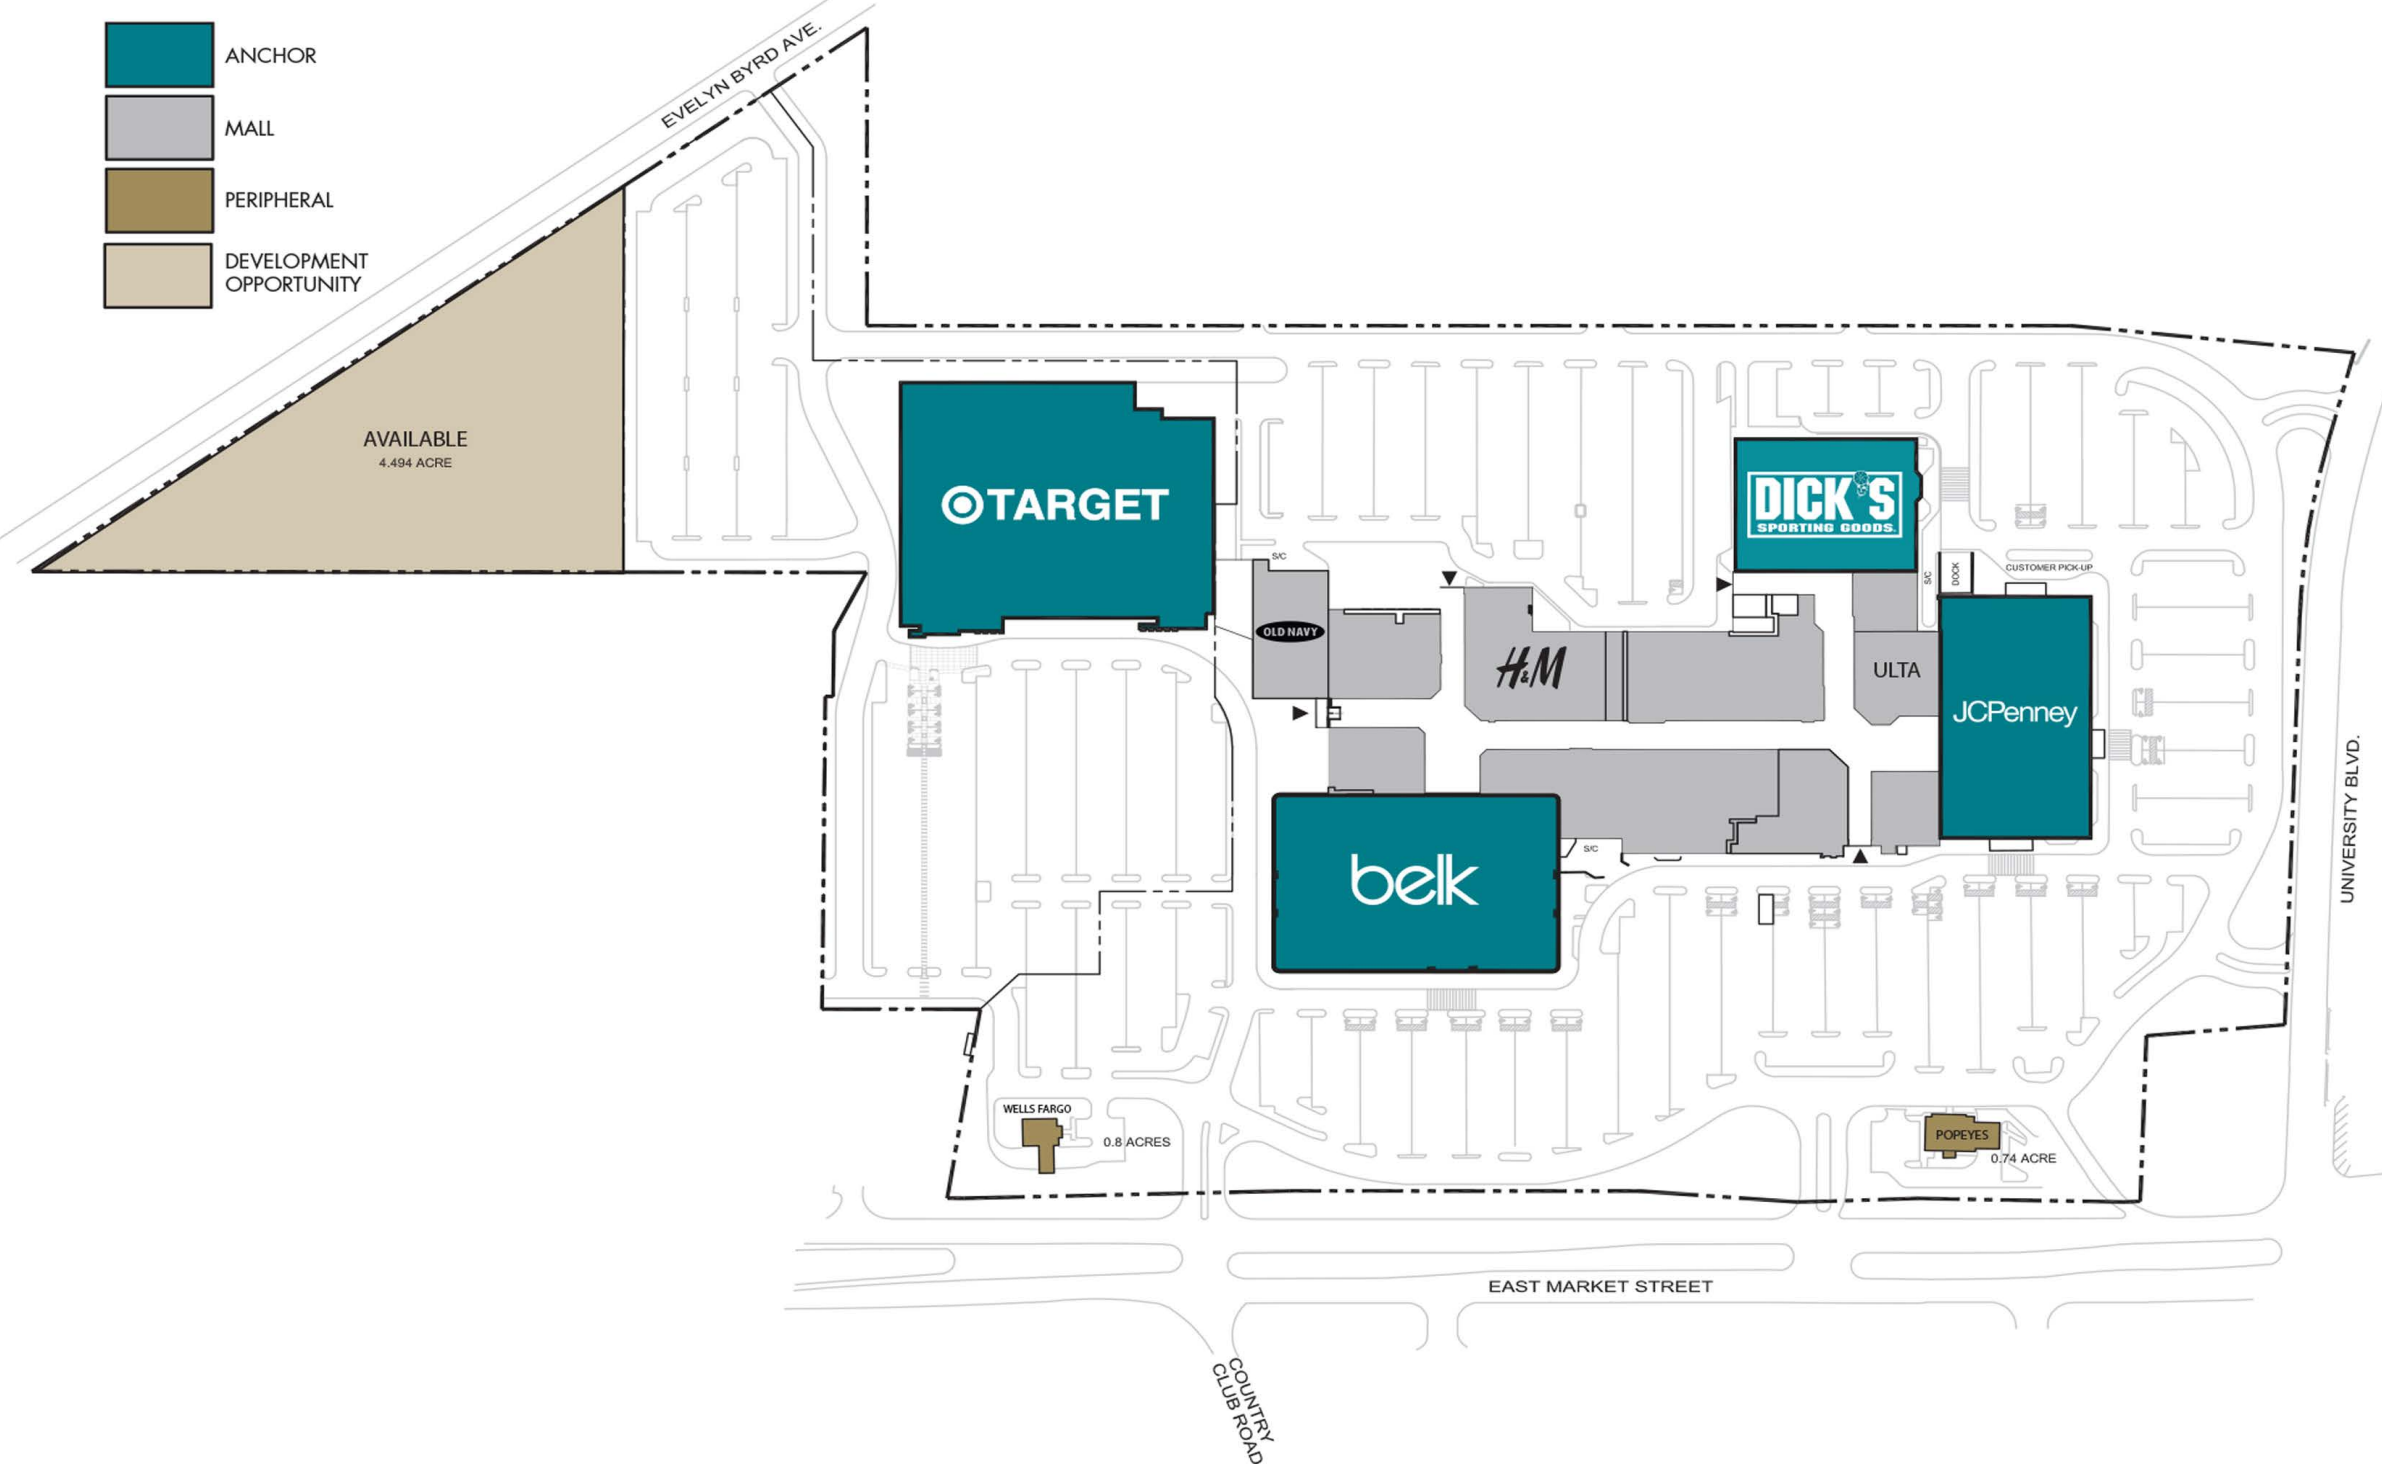 ANCHOR
MALL
PERIPHERAL
DEVELOPMENT
OPPORTUNITY
EVELYN BYRD AVE.
AVAILABLE
4.494 ACRE
TARGET
DICK'S
SPORTING GOODS.
S/C
OLD NAVY
H&M
S/C
DOCK
CUSTOMER PICK-UP
ULTA
JCPenney
UNIVERSITY BLVD.
belk
S/C
WELLS FARGO
0.8 ACRES
POPEYES
0.74 ACRE
EAST MARKET STREET
COUNTRY
CLUB ROAD